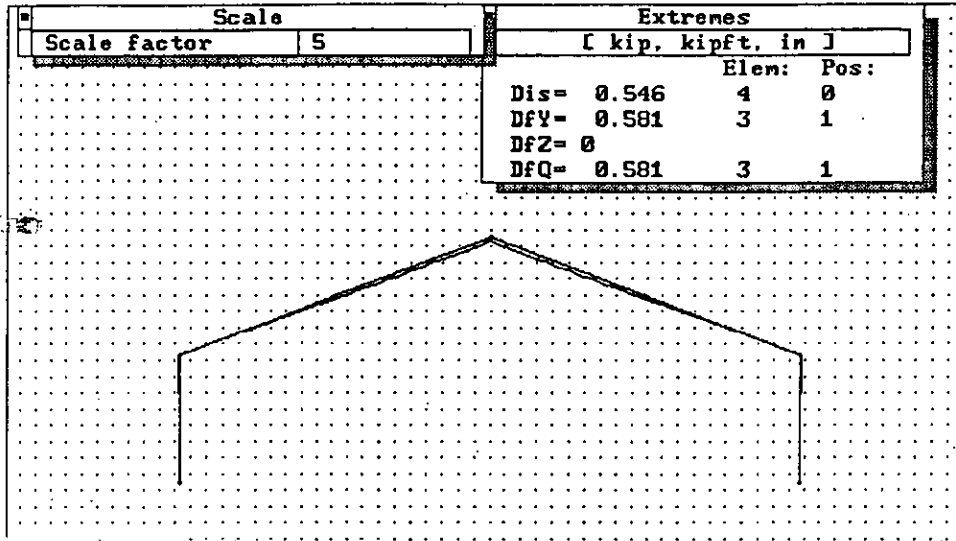 Scale
Scale factor 5
Extremes
[ kip, kipft, in ]
Elem: Pos:
Dis= 0.546 4 0
DfY= 0.581 3 1
DfZ= 0
DfQ= 0.581 3 1